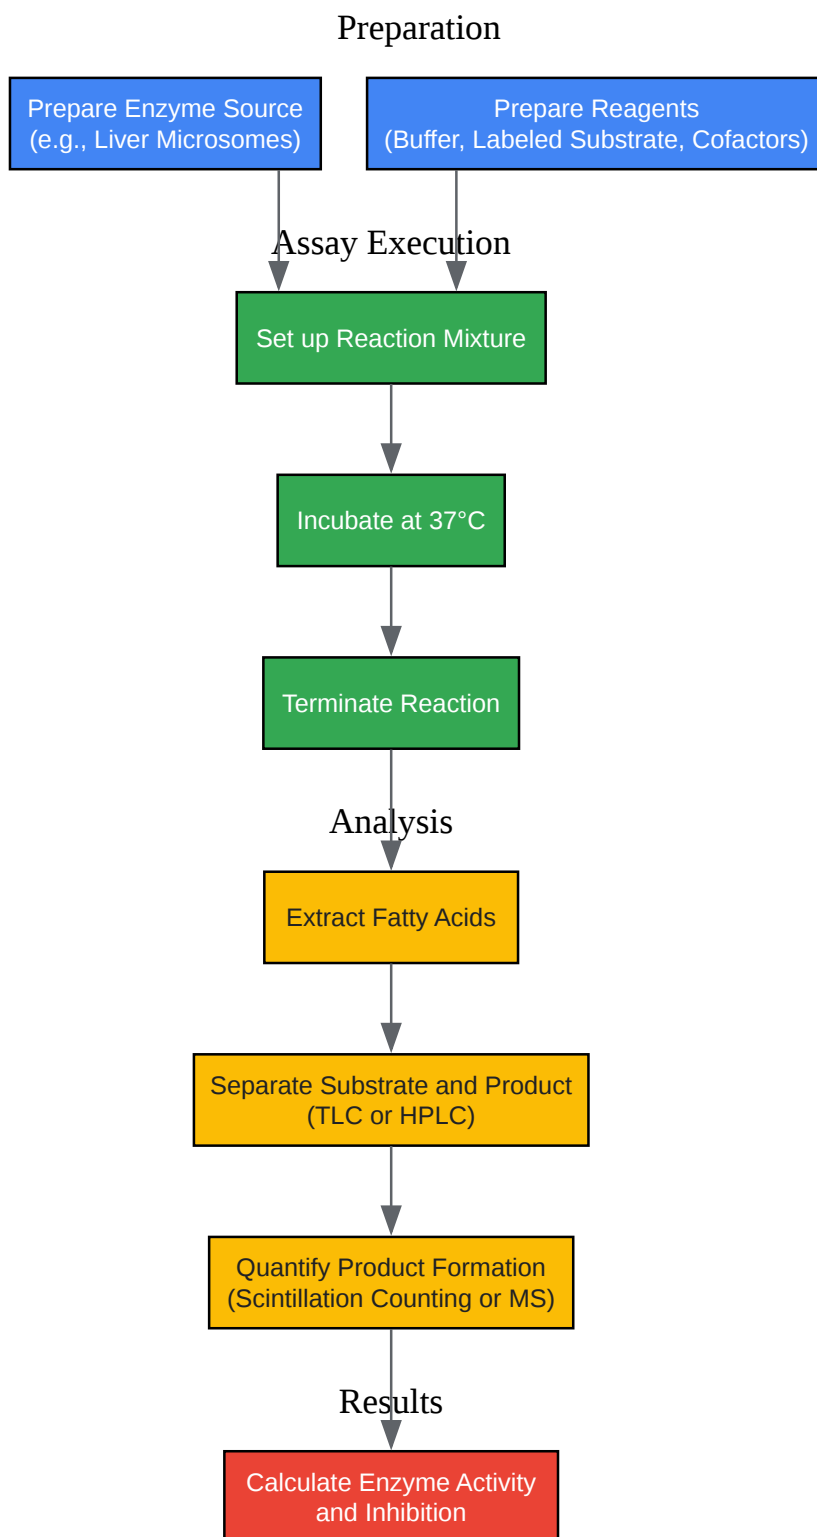 Preparation
Prepare Enzyme Source
(e.g., Liver Microsomes)
Prepare Reagents
(Buffer, Labeled Substrate, Cofactors)
Assay Execution
Set up Reaction Mixture
Incubate at 37°C
Terminate Reaction
Analysis
Extract Fatty Acids
Separate Substrate and Product
(TLC or HPLC)
Quantify Product Formation
(Scintillation Counting or MS)
Results
Calculate Enzyme Activity
and Inhibition